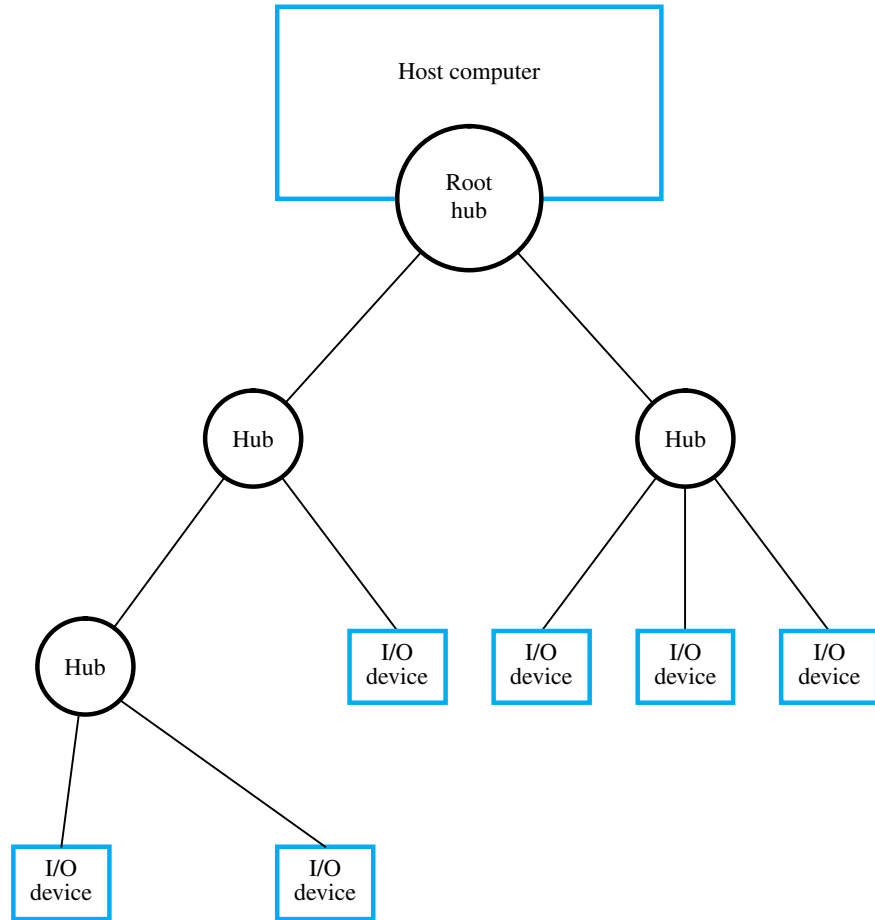 Host computer
Root
hub
Hub
Hub
Hub
I/O
device
I/O
device
I/O
device
I/O
device
I/O
device
I/O
device